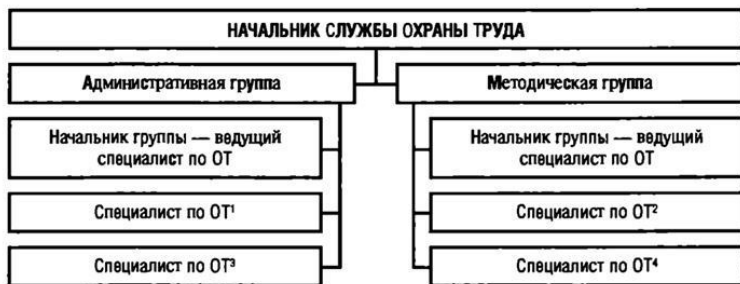 НАЧАЛЬНИК СЛУЖБЫ ОХРАНЫ ТРУДА
Административная группа
Начальник группы — ведущий
специалист по ОТ
Специалист по ОТ¹
Специалист по ОТ³
Методическая группа
Начальник группы — ведущий
специалист по ОТ
Специалист по ОТ²
Специалист по ОТ⁴